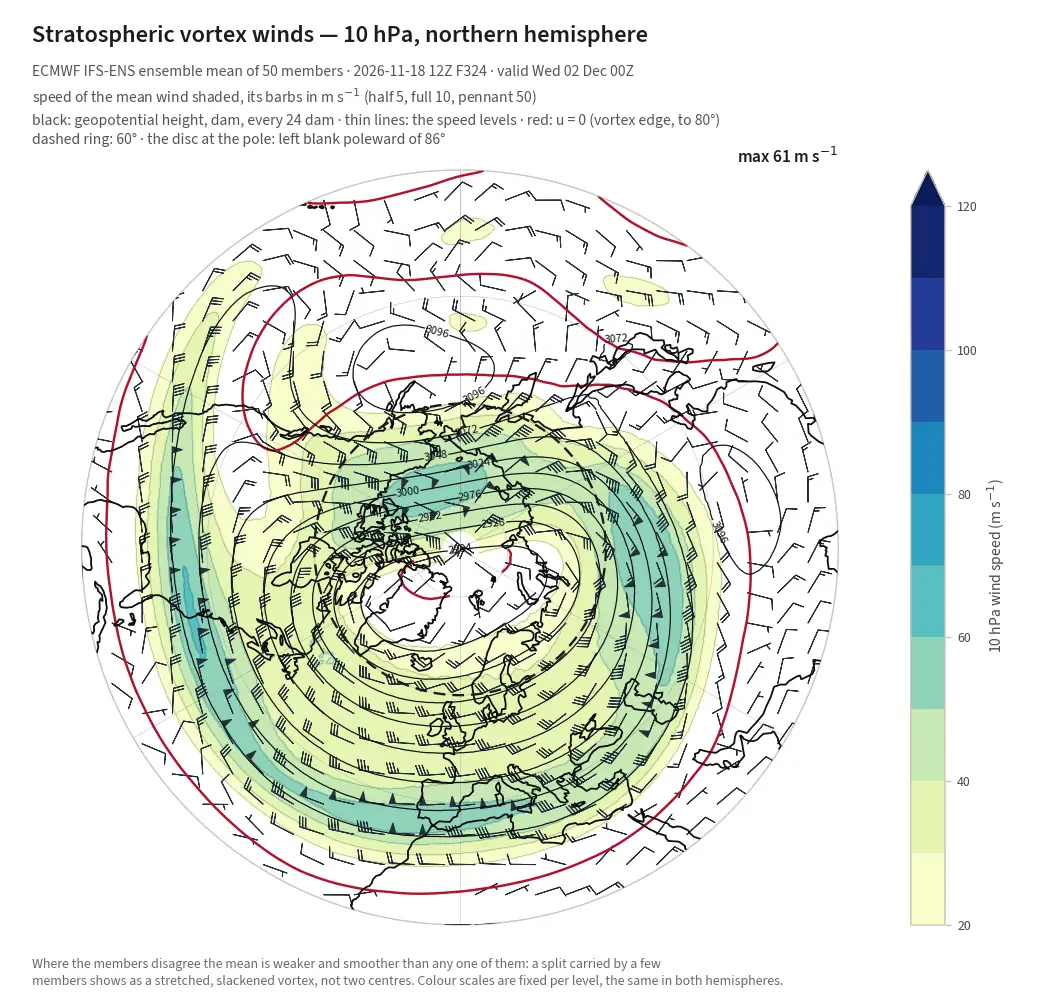 Stratospheric vortex winds — 10 hPa, northern hemisphere
ECMWF IFS-ENS ensemble mean of 50 members · 2026-11-18 12Z F324 · valid Wed 02 Dec 00Z
speed of the mean wind shaded, its barbs in m s⁻¹ (half 5, full 10, pennant 50)
black: geopotential height, dam, every 24 dam · thin lines: the speed levels · red: u = 0 (vortex edge, to 80°)
dashed ring: 60° · the disc at the pole: left blank poleward of 86°
max 61 m s⁻¹
120
100
80
60
40
20
10 hPa wind speed (m s⁻¹)
3096
3072
3096
3072
3048
3024
3000
2976
2952
2928
3096
Where the members disagree the mean is weaker and smoother than any one of them: a split carried by a few
members shows as a stretched, slackened vortex, not two centres. Colour scales are fixed per level, the same in both hemispheres.